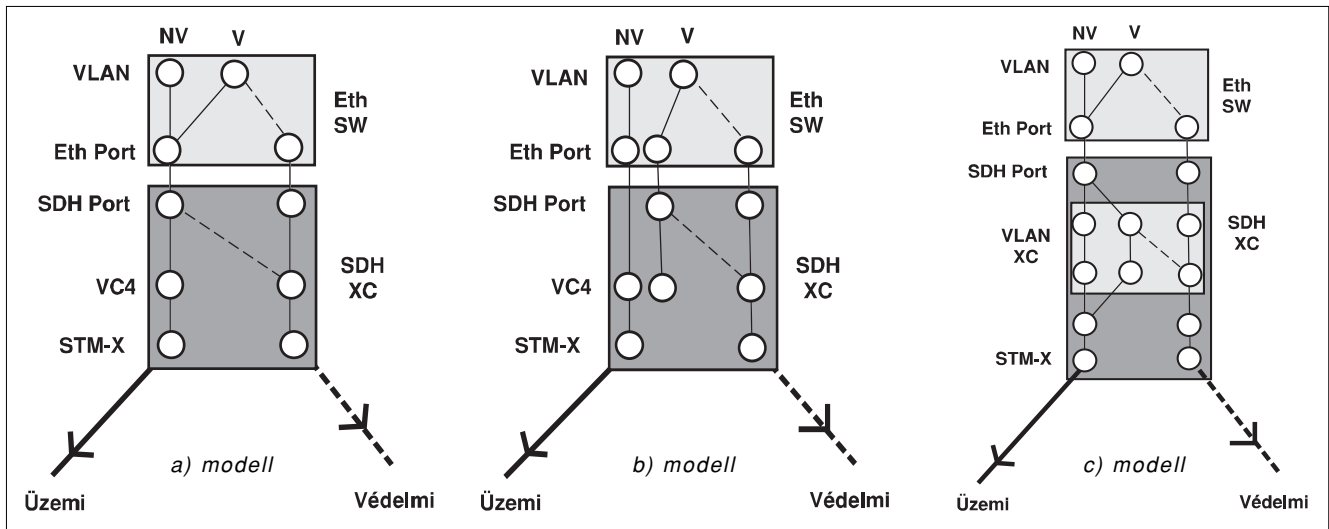 NV V
VLAN
Eth
SW
Eth Port
SDH Port
SDH
XC
VC4
STM-X
a) modell
Üzemi
Védelmi
NV V
VLAN
Eth
SW
Eth Port
SDH Port
SDH
XC
VC4
STM-X
b) modell
Üzemi
Védelmi
NV V
VLAN
Eth
SW
Eth Port
SDH Port
VLAN
XC
SDH
XC
STM-X
c) modell
Üzemi
Védelmi